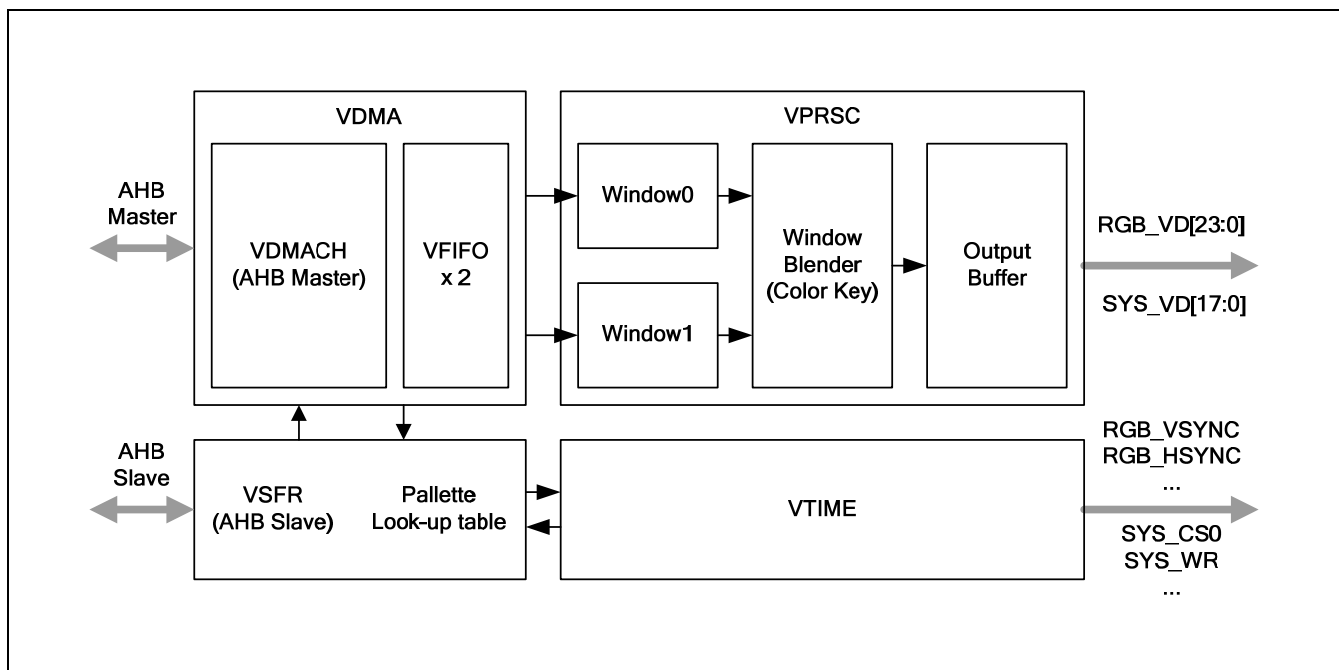 VDMA
VPRSC
AHB
Master
VDMACH
(AHB Master)
VFIFO
x 2
Window0
Window1
Window
Blender
(Color Key)
Output
Buffer
RGB_VD[23:0]
SYS_VD[17:0]
AHB
Slave
VSFR
(AHB Slave)
Pallette
Look-up table
VTIME
RGB_VSYNC
RGB_HSYNC
...
SYS_CS0
SYS_WR
...